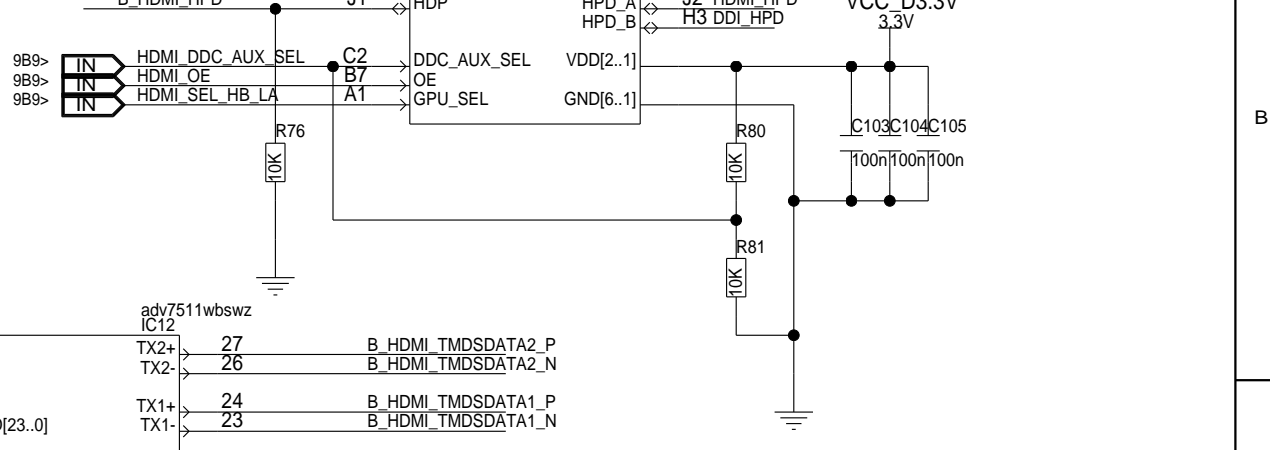 B_HDMI_HPD J1 HDP HPD_A J2 HDMI_HPD VCC_D3.3V
HPD_B H3 DDI_HPD 3.3V
9B9> IN HDMI_DDC_AUX_SEL C2 DDC_AUX_SEL VDD[2..1]
9B9> IN HDMI_OE B7 OE
9B9> IN HDMI_SEL_HB_LA A1 GPU_SEL GND[6..1]
B
R76 R80 C103 C104 C105
10K 10K 100n 100n 100n
R81
10K
adv7511wbswz
IC12
TX2+ 27 B_HDMI_TMDSDATA2_P
TX2- 26 B_HDMI_TMDSDATA2_N
TX1+ 24 B_HDMI_TMDSDATA1_P
TX1- 23 B_HDMI_TMDSDATA1_N
[23..0]